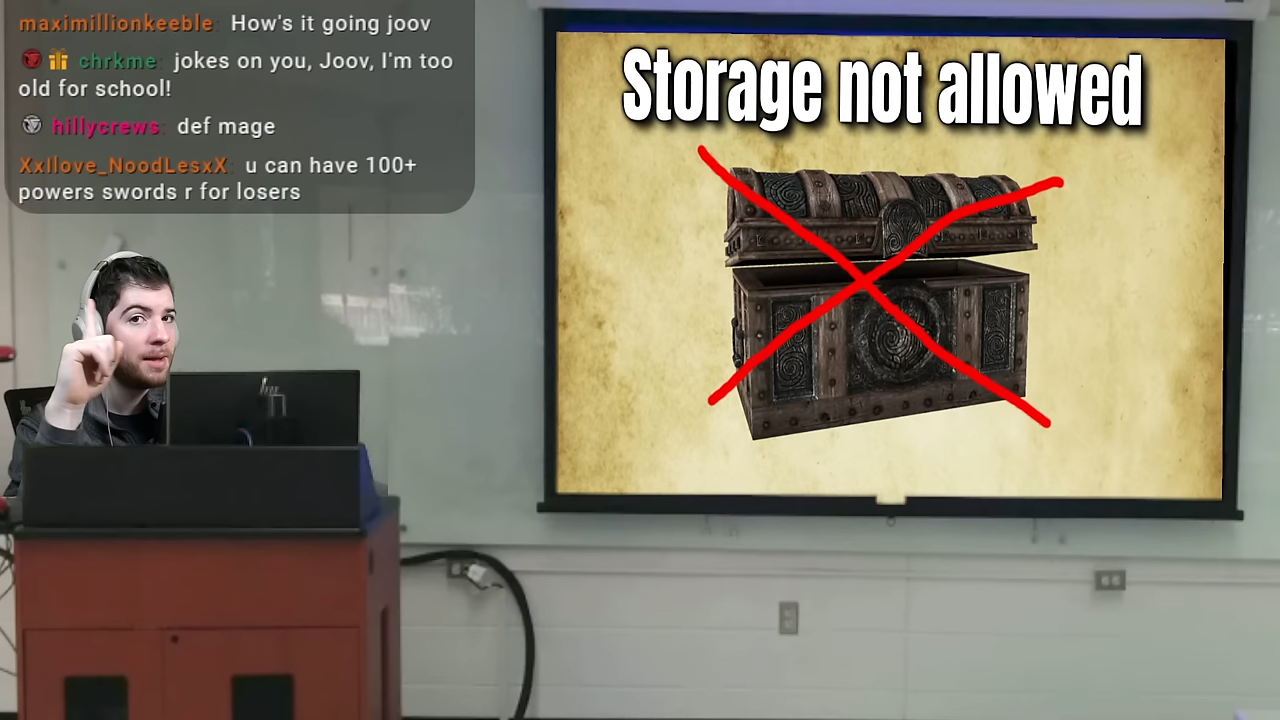 maximillionkeeble: How's it going joov
chrkme: jokes on you, Joov, I'm too
old for school!
hillycrews: def mage
XxIlove_NoodLesxX: u can have 100+
powers swords r for losers
Storage not allowed